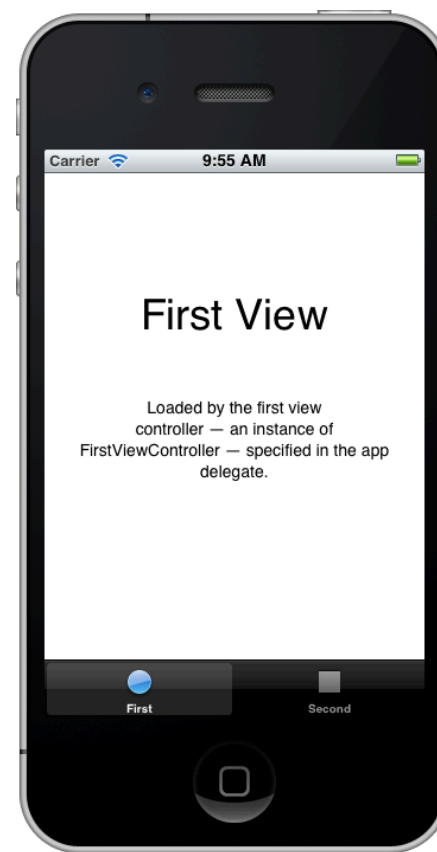 Carrier 9:55 AM
First View
Loaded by the first view
controller — an instance of
FirstViewController — specified in the app
delegate.
First Second